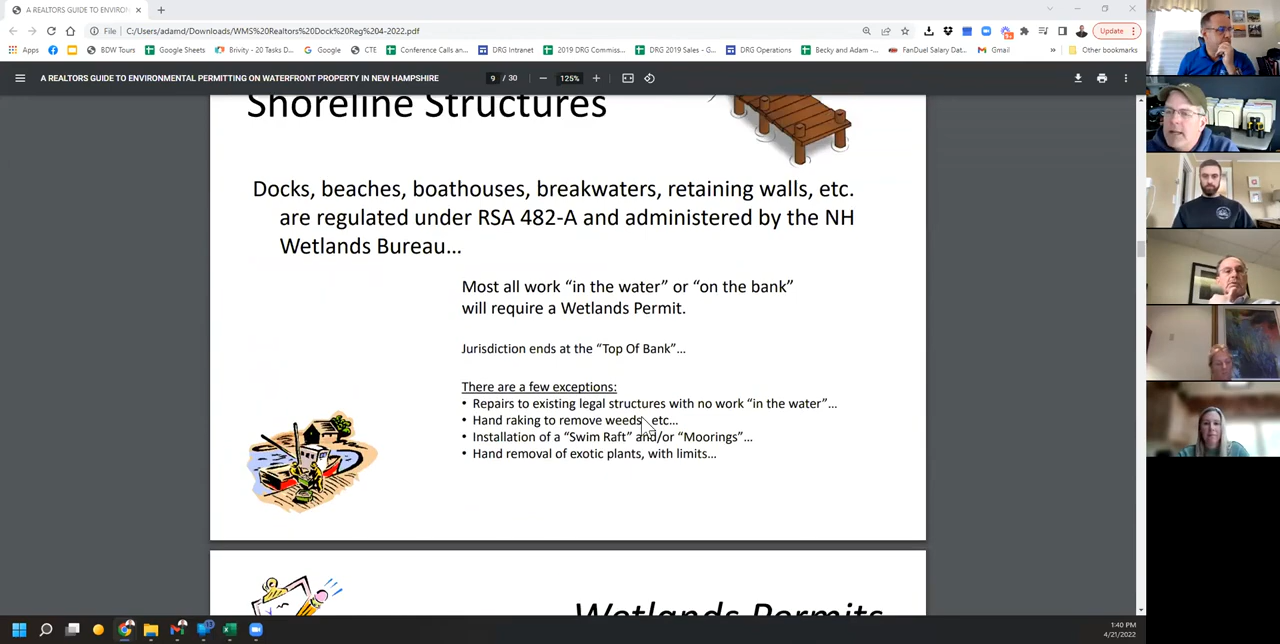 A REALTORS GUIDE TO ENVIRON
File
C:/Users/adamd/Downloads/WMS%20Realtors%20Dock%20Reg%204-2022.pdf
Update
Apps
BDW Tours
Google Sheets
Brivity - 20 Tasks D...
Google
CTE
Conference Calls an...
DRG Intranet
2019 DRG Commiss...
DRG 2019 Sales - G...
DRG Operations
Becky and Adam -...
FanDuel Salary Dat...
Gmail
Other bookmarks
A REALTORS GUIDE TO ENVIRONMENTAL PERMITTING ON WATERFRONT PROPERTY IN NEW HAMPSHIRE
9 / 30
125%
Shoreline Structures
Docks, beaches, boathouses, breakwaters, retaining walls, etc.
are regulated under RSA 482-A and administered by the NH
Wetlands Bureau...
Most all work "in the water" or "on the bank"
will require a Wetlands Permit.
Jurisdiction ends at the "Top Of Bank"...
There are a few exceptions:
• Repairs to existing legal structures with no work "in the water"...
• Hand raking to remove weeds, etc...
• Installation of a "Swim Raft" and/or "Moorings"...
• Hand removal of exotic plants, with limits...
Wetlands Permits
1:40 PM
4/21/2022